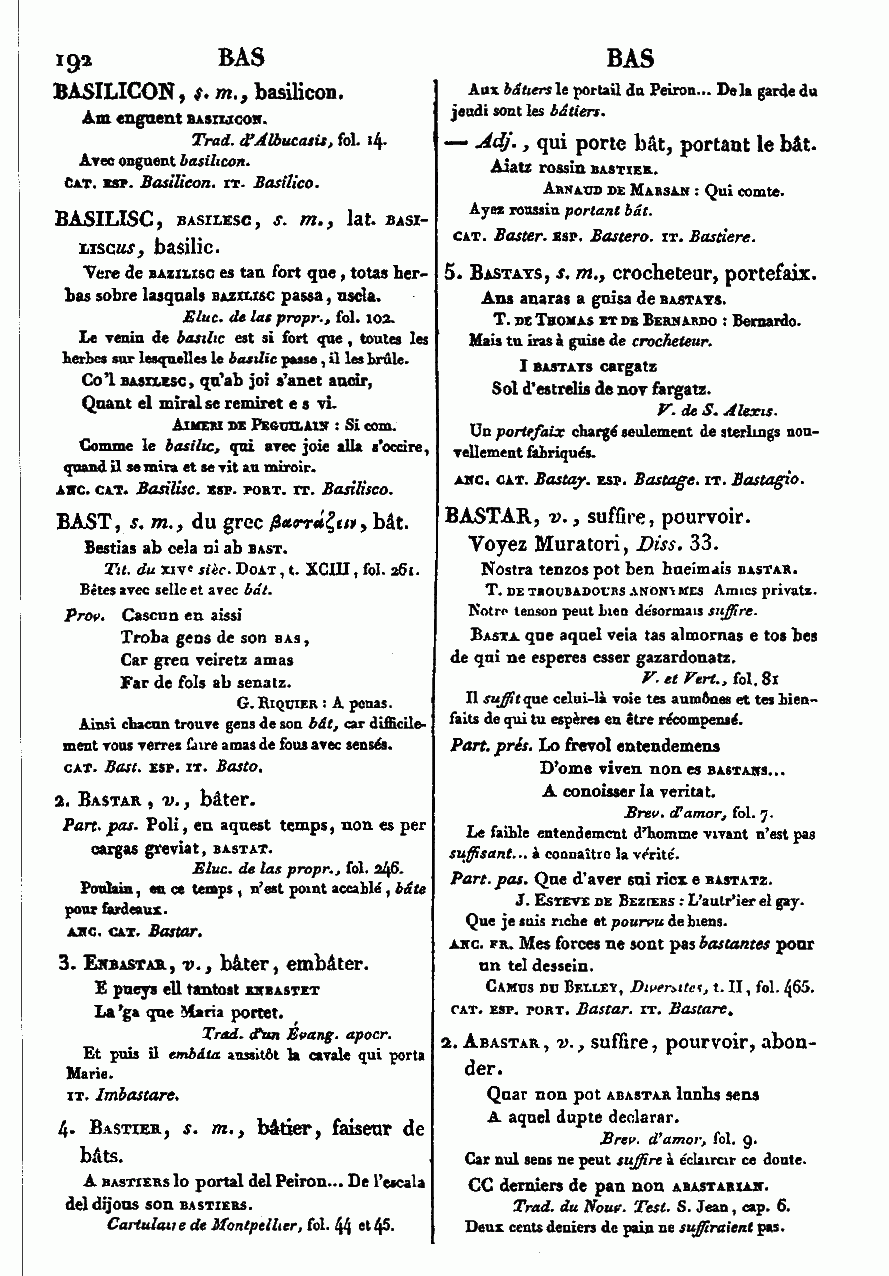 192 BAS BAS
BASILICON, s. m., basilicon.
Am enguent BASILICON.
Trad. d'Albucasis, fol. 14.
Avec onguent basilicon.
CAT. ESP. Basilicon. IT. Basilico.
BASILISC, BASILESC, s. m., lat. BASI-
LISCUS, basilic.
Vere de BAZILISC es tan fort que, totas her-
bas sobre lasquals BAZILISC passa, uscla.
Eluc. de las propr., fol. 102.
Le venin de basilic est si fort que, toutes les
herbes sur lesquelles le basilic passe, il les brûle.
Co'l BASILESC, qu'ab joi s'anet aucir,
Quant el miral se remiret e s vi.
AIMERI DE PEGUILAIN : Si com.
Comme le basilic, qui avec joie alla s'occire,
quand il se mira et se vit au miroir.
ANC. CAT. Basilisc. ESP. PORT. IT. Basilisco.
BAST, s. m., du grec βαστάζειν, bât.
Bestias ab cela ni ab BAST.
Tit. du XIVe sièc. DOAT, t. XCIII, fol. 261.
Bêtes avec selle et avec bât.
Prov. Cascun en aissi
Troba gens de son BAS,
Car greu veiretz amas
Far de fols ab senatz.
G. RIQUIER : A penas.
Ainsi chacun trouve gens de son bât, car difficile-
ment vous verrez faire amas de fous avec sensés.
CAT. Bast. ESP. IT. Basto.
2. BASTAR, v., bâter.
Part. pas. Poli, en aquest temps, non es per
cargas greviat, BASTAT.
Eluc. de las propr., fol. 246.
Poulain, en ce temps, n'est point accablé, bâte
pour fardeaux.
ANC. CAT. Bastar.
3. ENBASTAR, v., bâter, embâter.
E pueys ell tantost ENBASTET
La 'ga que Maria portet.
Trad. d'un Évang. apocr.
Et puis il embâta aussitôt la cavale qui porta
Marie.
IT. Imbastare.
4. BASTIER, s. m., bâtier, faiseur de
bâts.
A BASTIERS lo portal del Peiron... De l'escala
del dijous son BASTIERS.
Cartulaire de Montpellier, fol. 44 et 45.
Aux bâtiers le portail du Peiron... De la garde du
jeudi sont les bâtiers.
— Adj., qui porte bât, portant le bât.
Aiatz rossin BASTIER.
ARNAUD DE MARSAN : Qui comte.
Ayez roussin portant bât.
CAT. Baster. ESP. Bastero. IT. Bastiere.
5. BASTAYS, s. m., crocheteur, portefaix.
Ans anaras a guisa de BASTAYS.
T. DE THOMAS ET DE BERNARDO : Bernardo.
Mais tu iras à guise de crocheteur.
I BASTAYS cargatz
Sol d'estrelis de nov fargatz.
V. de S. Alexis.
Un portefaix chargé seulement de sterlings nou-
vellement fabriqués.
ANC. CAT. Bastay. ESP. Bastage. IT. Bastagio.
BASTAR, v., suffire, pourvoir.
Voyez Muratori, Diss. 33.
Nostra tenzos pot ben hueimais BASTAR.
T. DE TROUBADOURS ANONYMES Amics privatz.
Notre tenson peut bien désormais suffire.
BASTA que aquel veia tas almornas e tos bes
de qui ne esperes esser gazardonatz.
V. et Vert., fol. 81
Il suffit que celui-là voie tes aumônes et tes bien-
faits de qui tu espères en être récompensé.
Part. prés. Lo frevol entendemens
D'ome viven non es BASTANS...
A conoisser la veritat.
Brev. d'amor, fol. 7.
Le faible entendement d'homme vivant n'est pas
suffisant... à connaître la vérité.
Part. pas. Que d'aver sui ricx e BASTATZ.
J. ESTEVE DE BEZIERS : L'autr'ier el gay.
Que je suis riche et pourvu de biens.
ANC. FR. Mes forces ne sont pas bastantes pour
un tel dessein.
CAMUS DU BELLEY, Diversites, t. II, fol. 465.
CAT. ESP. PORT. Bastar. IT. Bastare.
2. ABASTAR, v., suffire, pourvoir, abon-
der.
Quar non pot ABASTAR lunhs sens
A aquel dupte declarar.
Brev. d'amor, fol. 9.
Car nul sens ne peut suffire à éclaircir ce doute.
CC derniers de pan non ABASTARIAN.
Trad. du Nouv. Test. S. Jean, cap. 6.
Deux cents deniers de pain ne suffiraient pas.